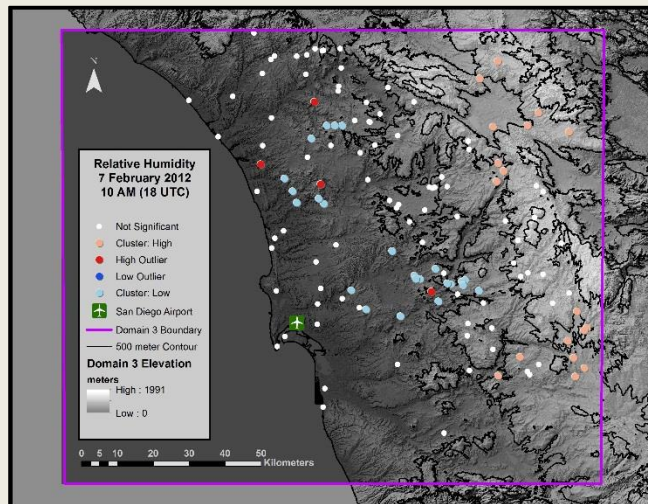 N
Relative Humidity
7 February 2012
10 AM (18 UTC)
Not Significant
Cluster: High
High Outlier
Low Outlier
Cluster: Low
San Diego Airport
Domain 3 Boundary
500 meter Contour
Domain 3 Elevation
meters
High : 1991
Low : 0
0 5 10 20 30 40 50
Kilometers